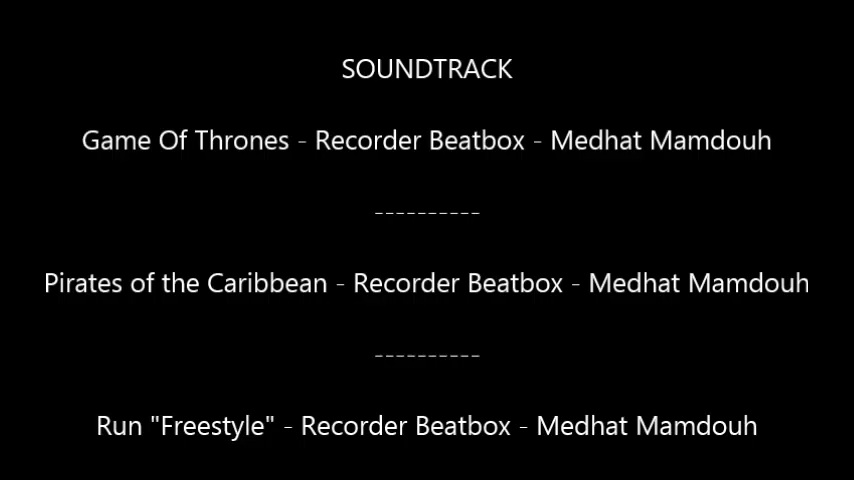 SOUNDTRACK
Game Of Thrones - Recorder Beatbox - Medhat Mamdouh
----------
Pirates of the Caribbean - Recorder Beatbox - Medhat Mamdouh
----------
Run "Freestyle" - Recorder Beatbox - Medhat Mamdouh